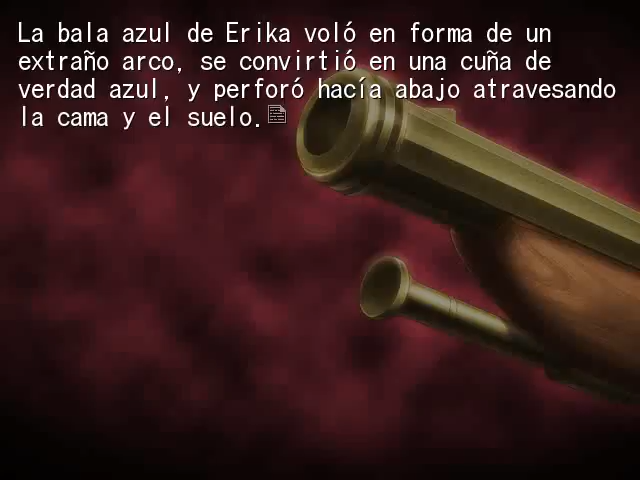 La bala azul de Erika voló en forma de un
extraño arco, se convirtió en una cuña de
verdad azul, y perforó hacía abajo atravesando
la cama y el suelo.